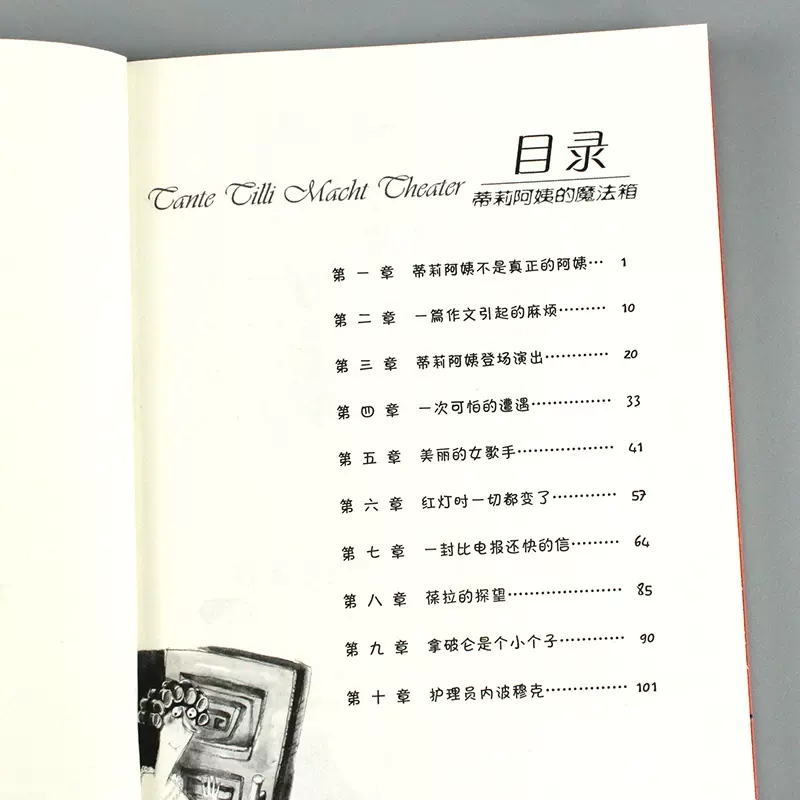 目录
Tante Tilli Macht Theater
蒂莉阿姨的魔法箱
第一章 蒂莉阿姨不是真正的阿姨… 1
第二章 一篇作文引起的麻烦……… 10
第三章 蒂莉阿姨登场演出………… 20
第四章 一次可怕的遭遇…………… 33
第五章 美丽的女歌手……………… 41
第六章 红灯时一切都变了………… 57
第七章 一封比电报还快的信……… 64
第八章 葆拉的探望………………… 85
第九章 拿破仑是个小个子………… 90
第十章 护理员内波穆克…………… 101